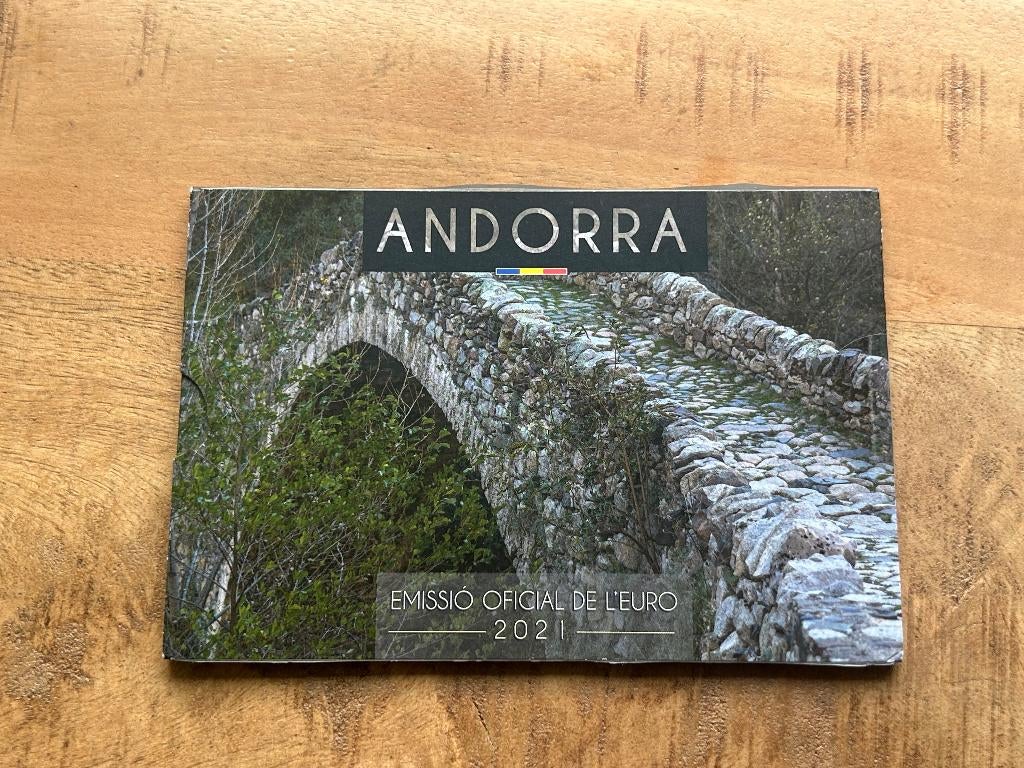 ANDORRA
EMISSIÓ OFICIAL DE L'EURO
2021